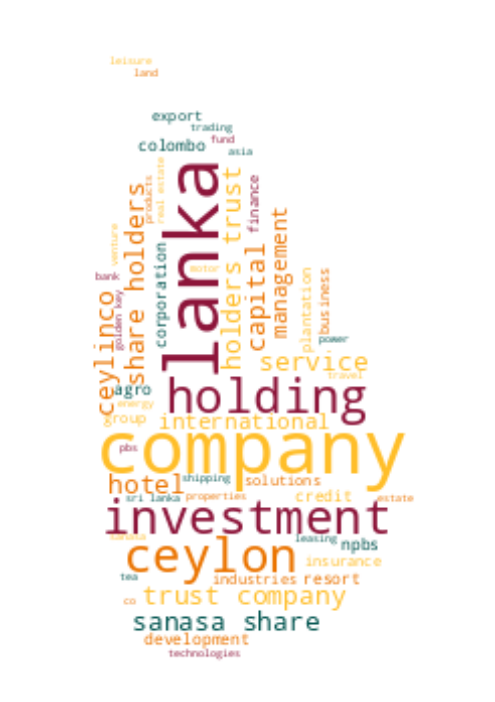 leisure
land
export
trading
fund
colombo
asia
lanka
share holders
products
real estate
holders trust
finance
capital
management
venture
corporation
motor
bank
golden key
ceylinco
plantation
business
power
service
travel
agro
holding
energy
group
international
company
pbs
hotel
shipping
solutions
sri lanka
properties
credit
estate
investment
sanasa
leasing
npbs
ceylon
insurance
tea
industries
resort
co
trust company
sanasa share
development
technologies